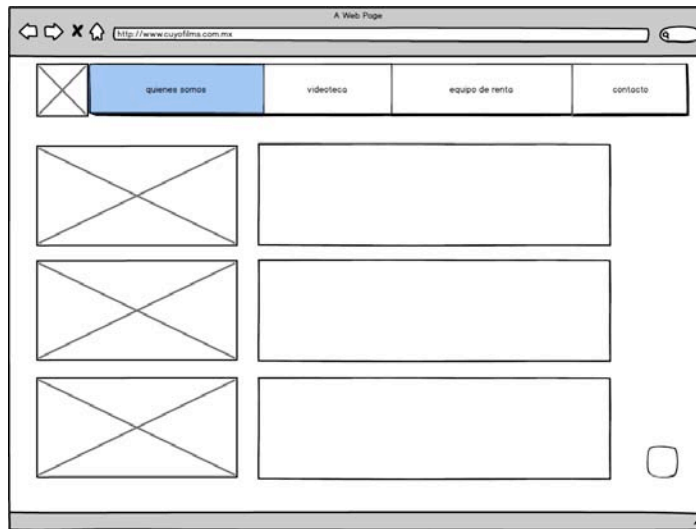 A Web Page
http://www.cuyofilms.com.mx
quienes somos
videoteca
equipo de renta
contacto